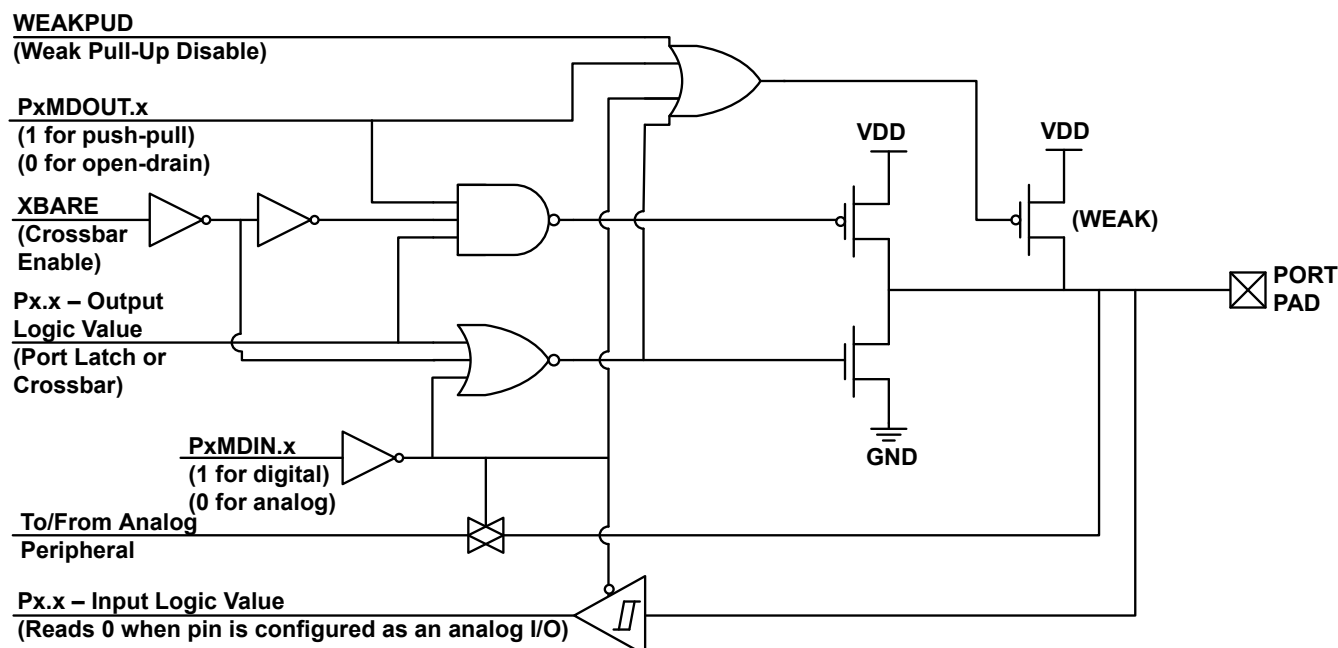 WEAKPUD
(Weak Pull-Up Disable)
PxMDOUT.x
(1 for push-pull)
(0 for open-drain)
XBARE
(Crossbar
Enable)
VDD
VDD
(WEAK)
PORT
PAD
Px.x – Output
Logic Value
(Port Latch or
Crossbar)
PxMDIN.x
(1 for digital)
(0 for analog)
GND
To/From Analog
Peripheral
Px.x – Input Logic Value
(Reads 0 when pin is configured as an analog I/O)